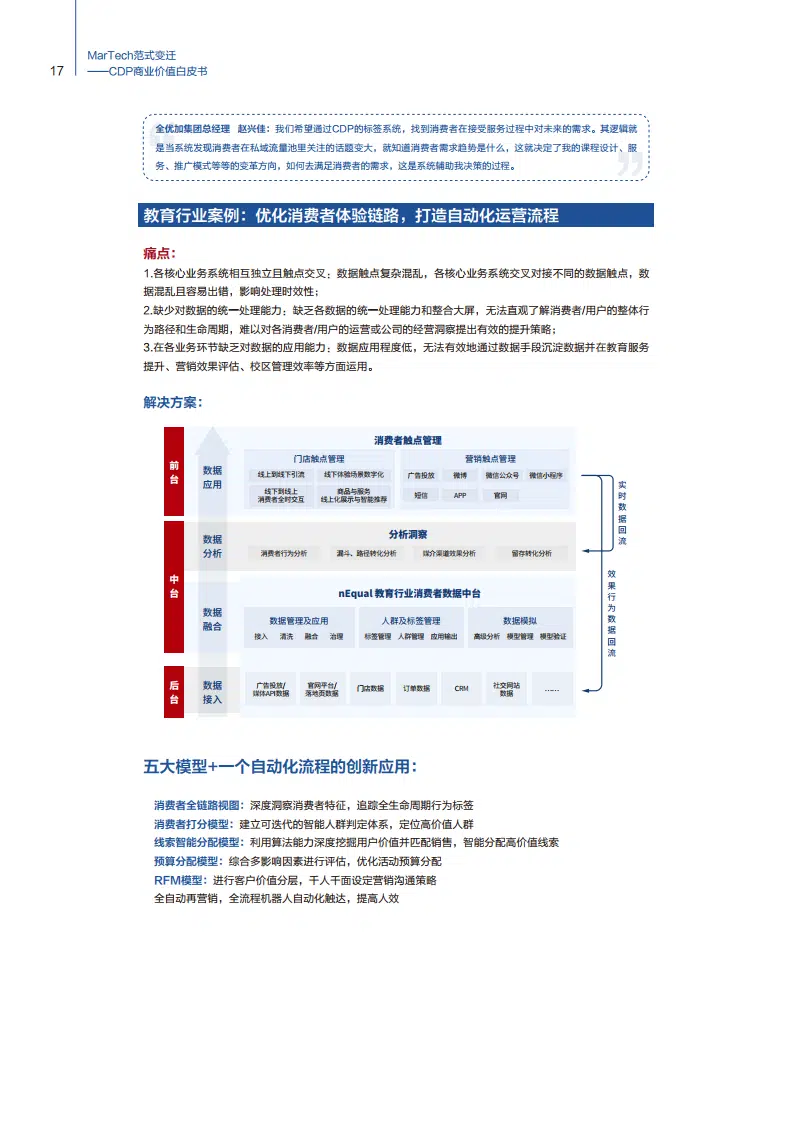 MarTech范式变迁
17 ——CDP商业价值白皮书
全优加集团总经理 赵兴佳：我们希望通过CDP的标签系统，找到消费者在接受服务过程中对未来的需求。其逻辑就
是当系统发现消费者在私域流量池里关注的话题变大，就知道消费者需求趋势是什么，这就决定了我的课程设计、服
务、推广模式等等的变革方向，如何去满足消费者的需求，这是系统辅助我决策的过程。
教育行业案例：优化消费者体验链路，打造自动化运营流程
痛点：
1.各核心业务系统相互独立且触点交叉：数据触点复杂混乱，各核心业务系统交叉对接不同的数据触点，数
据混乱且容易出错，影响处理时效性；
2.缺少对数据的统一处理能力：缺乏各数据的统一处理能力和整合大屏，无法直观了解消费者/用户的整体行
为路径和生命周期，难以对各消费者/用户的运营或公司的经营洞察提出有效的提升策略；
3.在各业务环节缺乏对数据的应用能力：数据应用程度低，无法有效地通过数据手段沉淀数据并在教育服务
提升、营销效果评估、校区管理效率等方面运用。
解决方案：
前台
数据
应用
消费者触点管理
门店触点管理
线上到线下引流 线下体验场景数字化
线下到线上
消费者全时交互
商品与服务
线上化展示与智能推荐
营销触点管理
广告投放 微博 微信公众号 微信小程序
短信 APP 官网
中台
数据
分析
分析洞察
消费者行为分析 漏斗、路径转化分析 媒介渠道效果分析 留存转化分析
数据
融合
nEqual 教育行业消费者数据中台
数据管理及应用
接入 清洗 融合 治理
人群及标签管理
标签管理 人群管理 应用输出
数据模拟
高级分析 模型管理 模型验证
后台
数据
接入
广告投放/
媒体API数据
官网平台/
落地页数据
门店数据
订单数据
CRM
社交网站
数据
……
实时数据回流
效果行为数据回流
五大模型+一个自动化流程的创新应用：
消费者全链路视图：深度洞察消费者特征，追踪全生命周期行为标签
消费者打分模型：建立可迭代的智能人群判定体系，定位高价值人群
线索智能分配模型：利用算法能力深度挖掘用户价值并匹配销售，智能分配高价值线索
预算分配模型：综合多影响因素进行评估，优化活动预算分配
RFM模型：进行客户价值分层，千人千面设定营销沟通策略
全自动再营销，全流程机器人自动化触达，提高人效